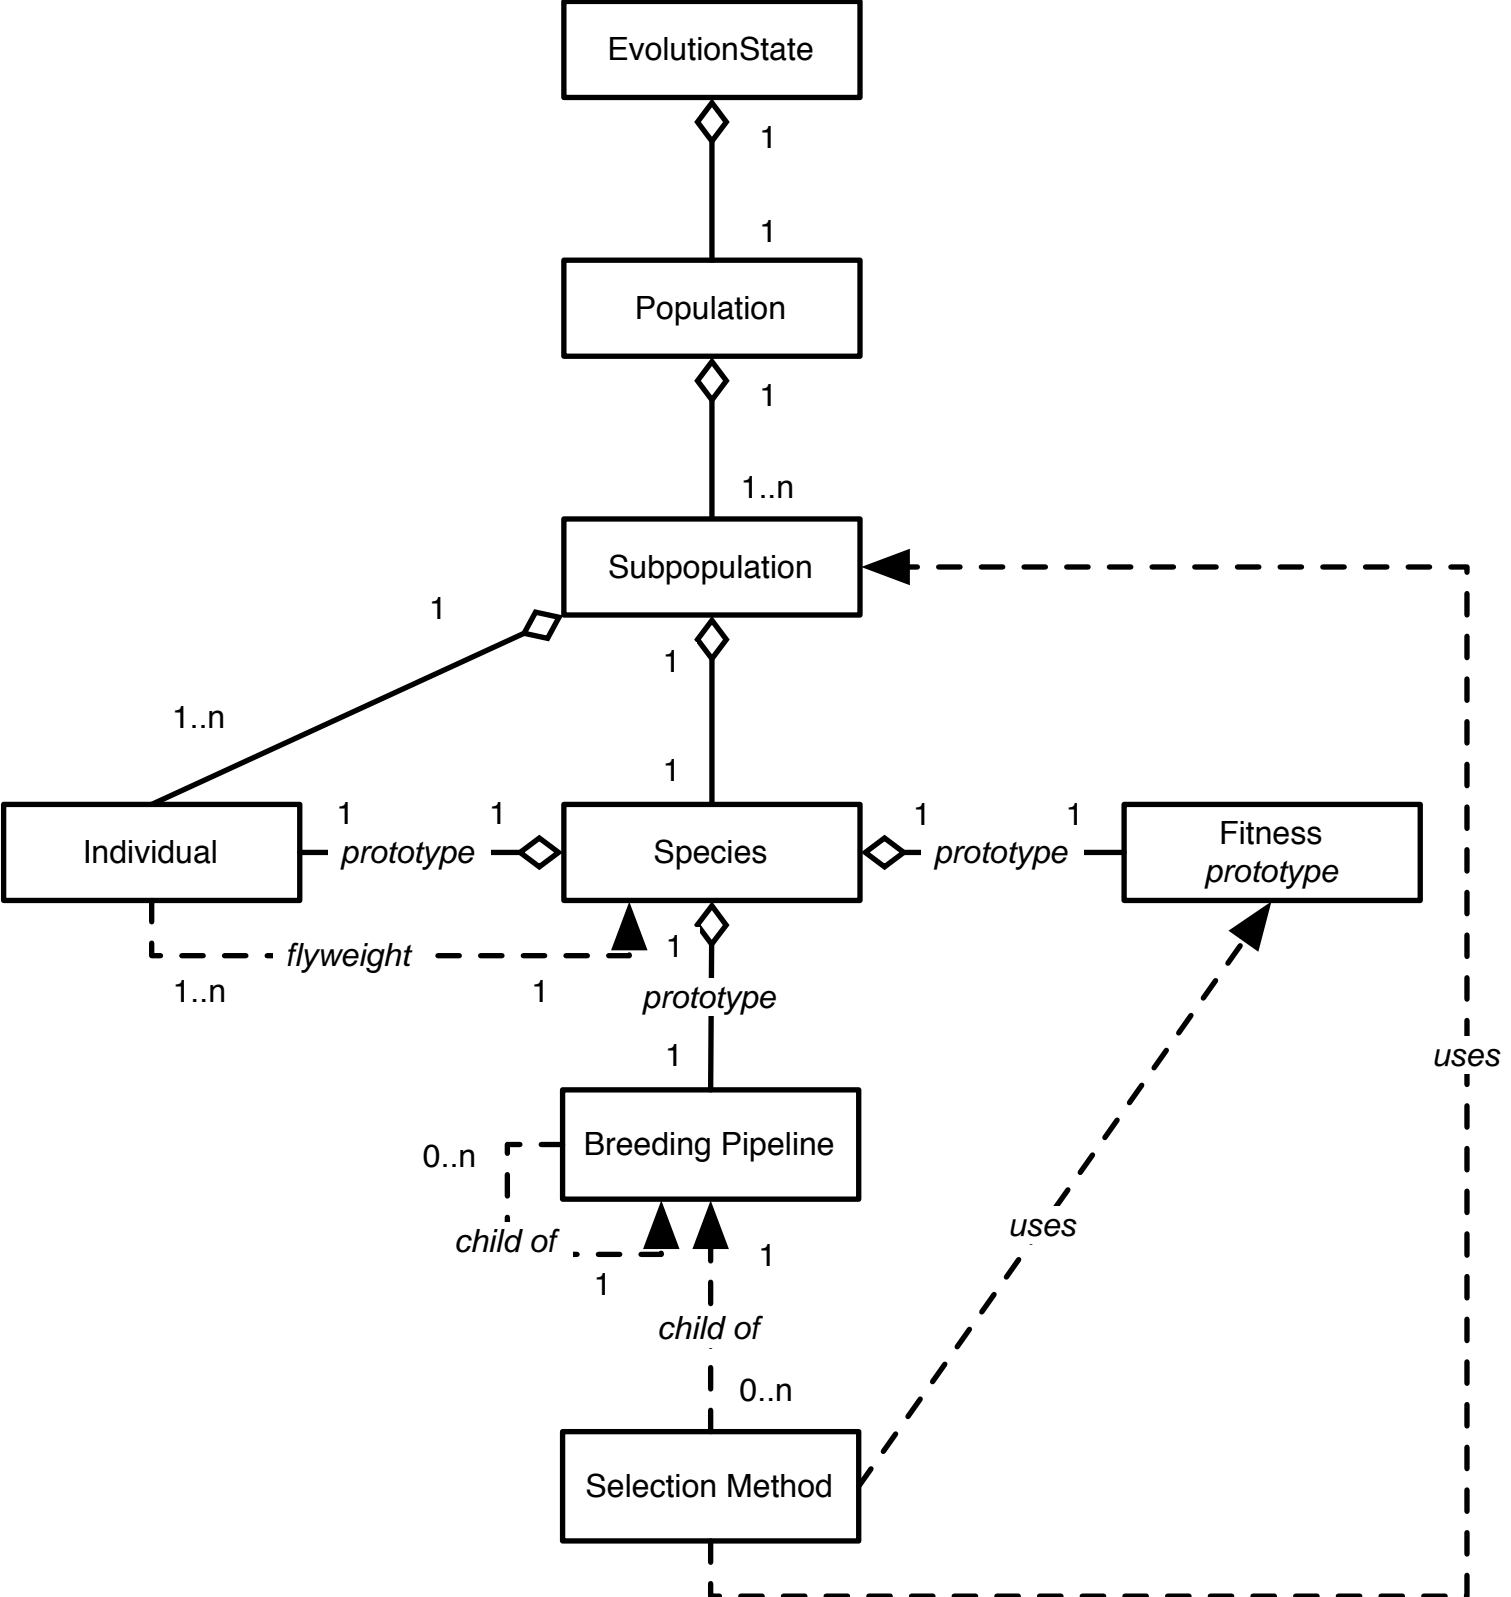 EvolutionState
1
1
Population
1
1..n
Subpopulation
1
1
1..n
1
Individual
1
prototype
1
Species
1
prototype
1
Fitness
prototype
flyweight
1..n
1
1
prototype
1
uses
Breeding Pipeline
0..n
child of
1
1
uses
child of
0..n
Selection Method